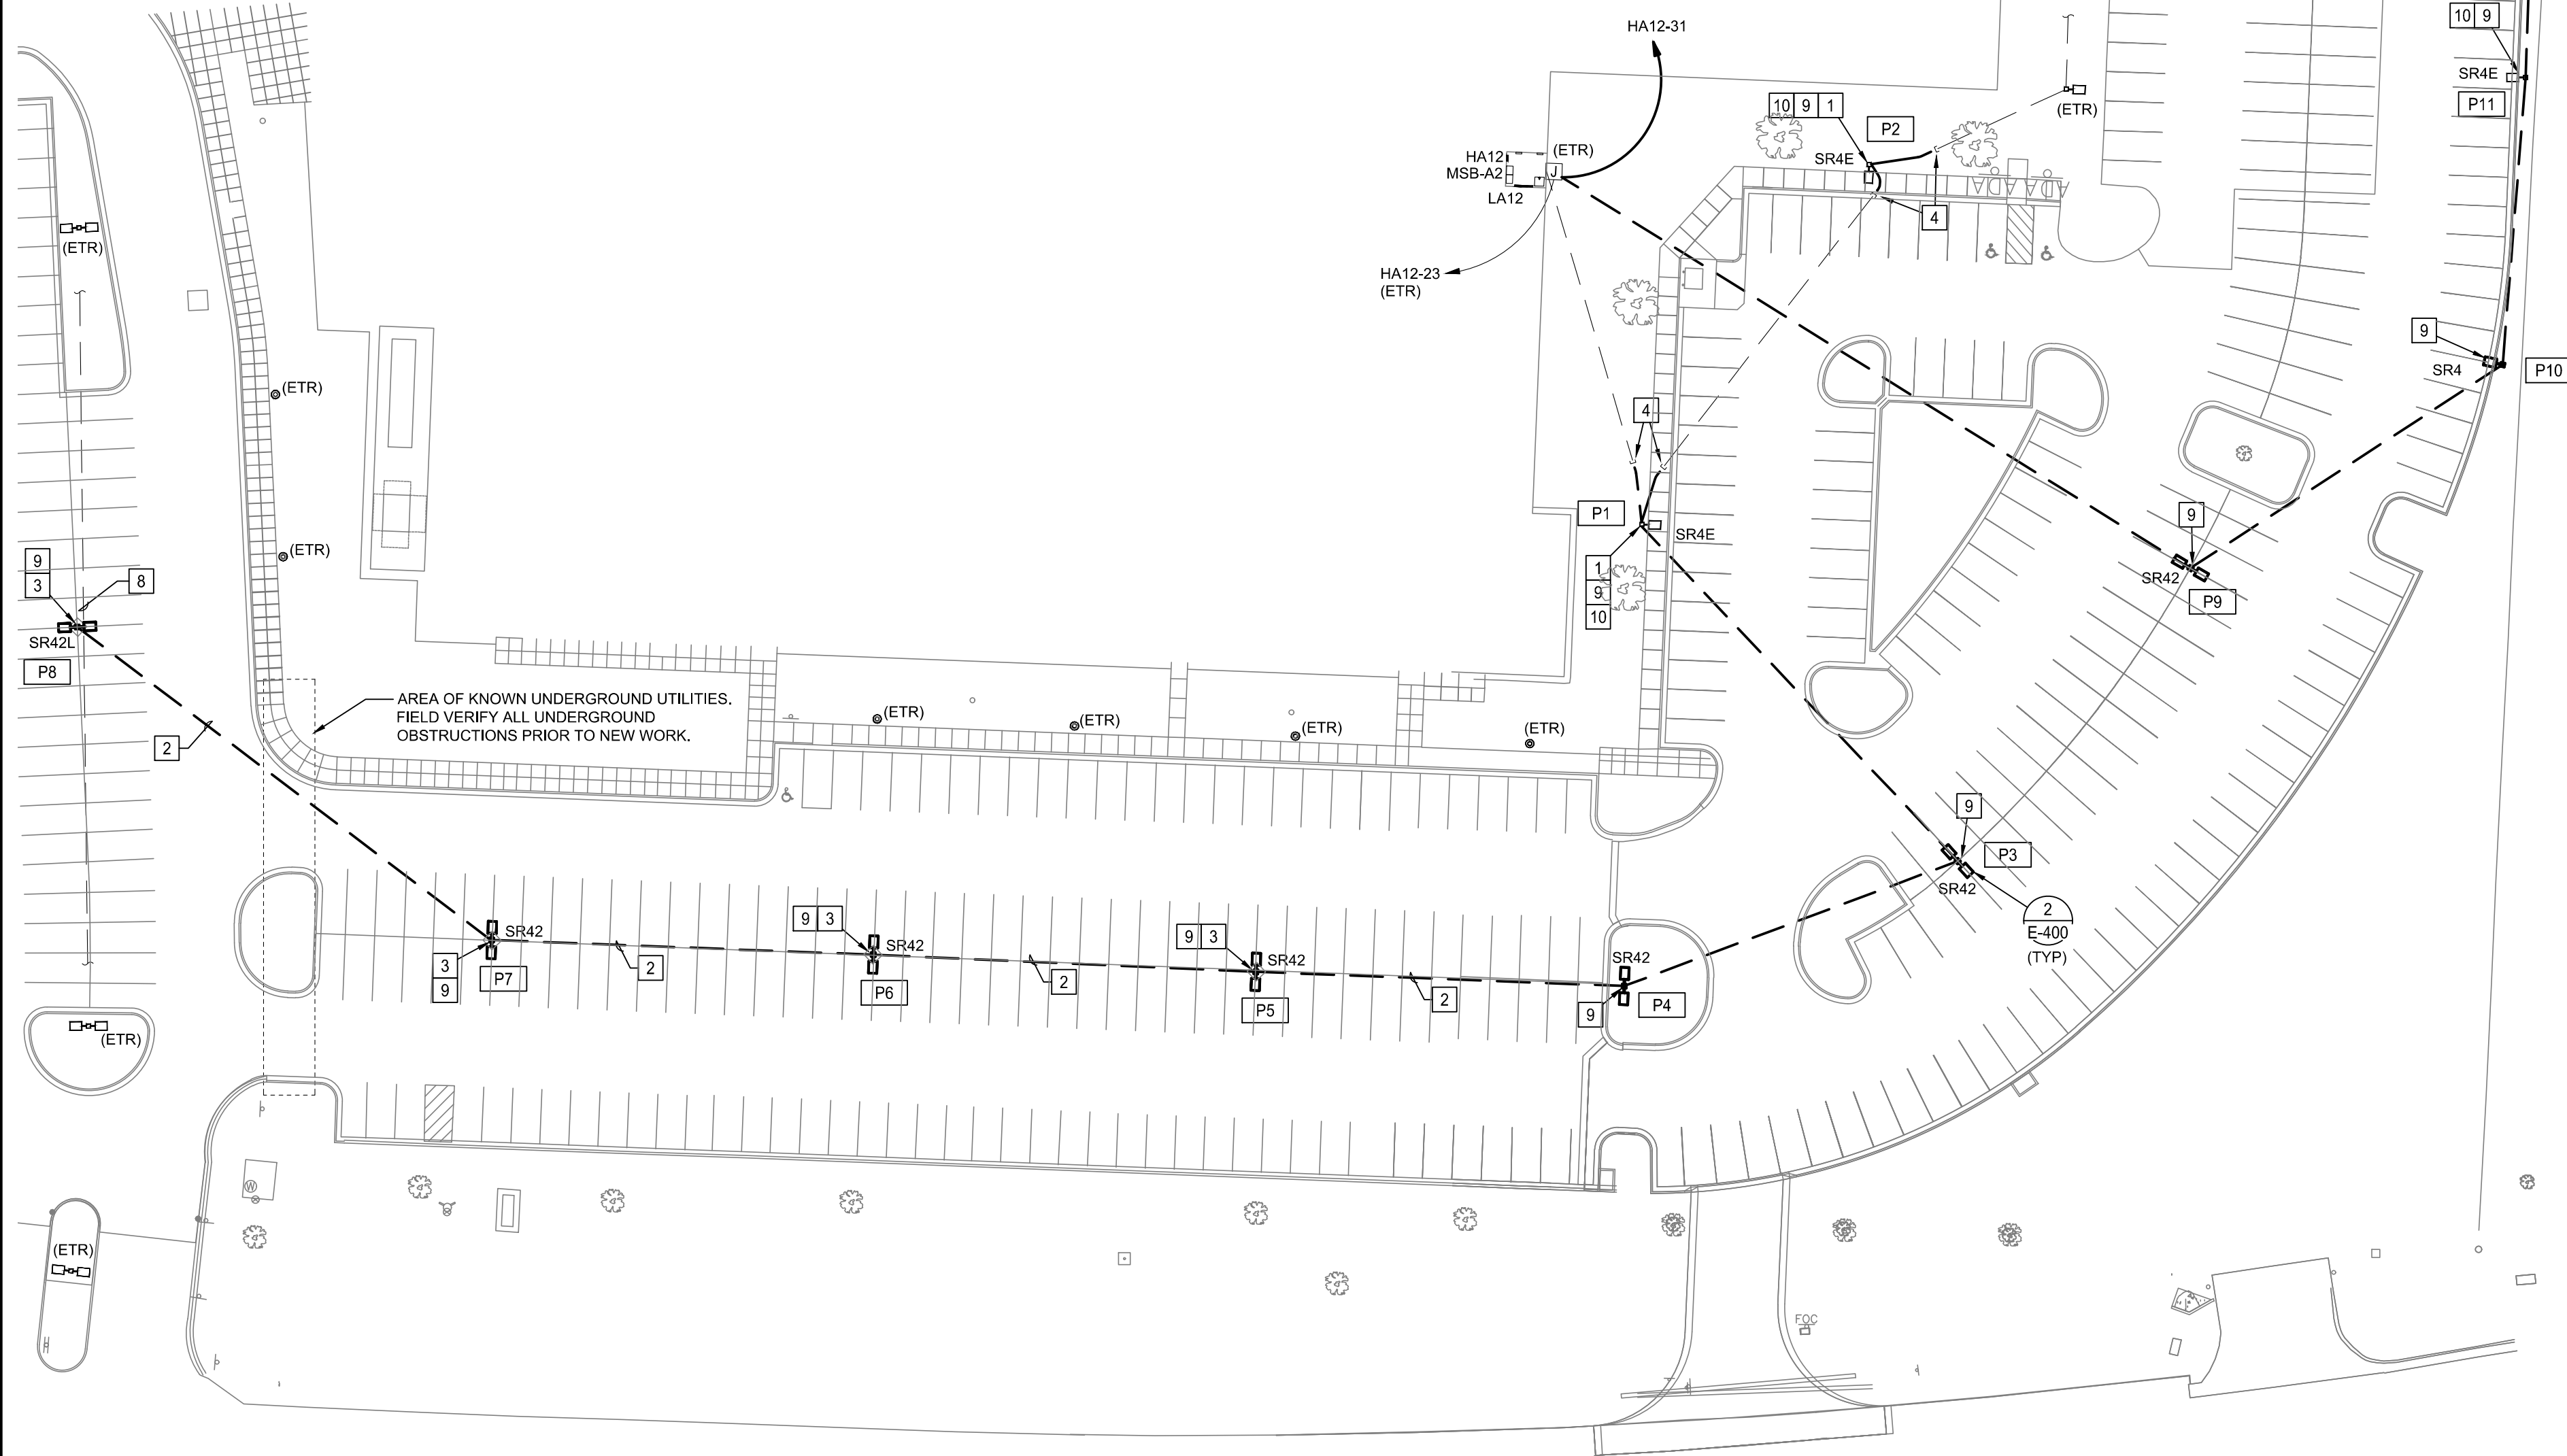 HA12-31
10 9
SR4E
P11
10 9 1
P2
(ETR)
SR4E
(ETR)
HA12
MSB-A2
J
LA12
4
ADA ADA
HA12-23
(ETR)
(ETR)
9
SR4
P10
(ETR)
4
P1
SR4E
1
9
10
9
SR42
P9
(ETR)
9
3
8
SR42L
P8
AREA OF KNOWN UNDERGROUND UTILITIES.
FIELD VERIFY ALL UNDERGROUND
OBSTRUCTIONS PRIOR TO NEW WORK.
2
(ETR)
(ETR)
(ETR)
(ETR)
9
P3
SR42
2
E-400
(TYP)
SR42
3
9
P7
2
9 3
SR42
P6
2
9 3
SR42
P5
2
SR42
9
P4
(ETR)
W
(ETR)
FOC